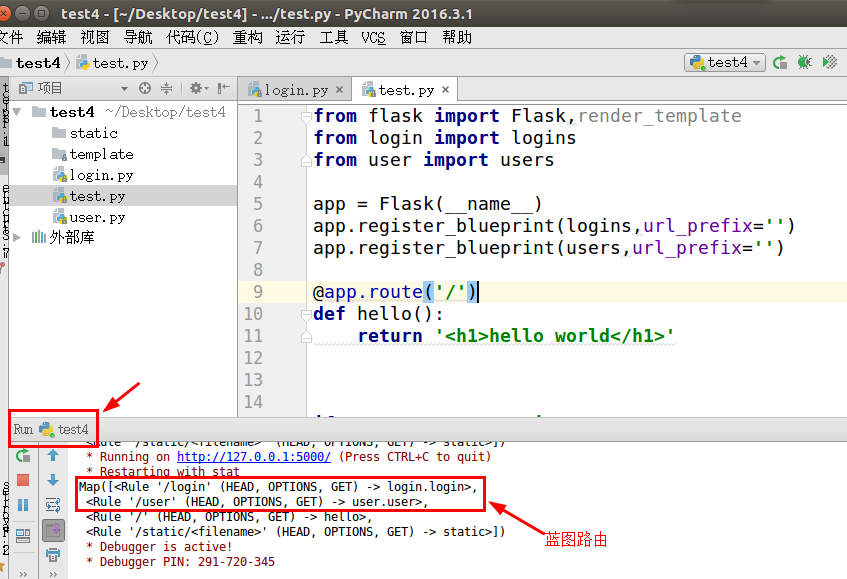 test4 - [~/Desktop/test4] - .../test.py - PyCharm 2016.3.1
文件 编辑 视图 导航 代码(C) 重构 运行 工具 VCS 窗口 帮助
test4 test.py test4
项目
login.py × test.py ×
test4 ~/Desktop/test4
static
template
login.py
test.py
user.py
外部库
1 from flask import Flask,render_template
2 from login import logins
3 from user import users
4
5 app = Flask(__name__)
6 app.register_blueprint(logins,url_prefix='')
7 app.register_blueprint(users,url_prefix='')
8
9 @app.route('/')
10 def hello():
11 return '<h1>hello world</h1>'
12
13
14
Run test4
<Rule '/static/<filename>' (HEAD, OPTIONS, GET) -> static>])
* Running on http://127.0.0.1:5000/ (Press CTRL+C to quit)
* Restarting with stat
Map([<Rule '/login' (HEAD, OPTIONS, GET) -> login.login>,
<Rule '/user' (HEAD, OPTIONS, GET) -> user.user>,
<Rule '/' (HEAD, OPTIONS, GET) -> hello>,
<Rule '/static/<filename>' (HEAD, OPTIONS, GET) -> static>])
* Debugger is active!
* Debugger PIN: 291-720-345
蓝图路由